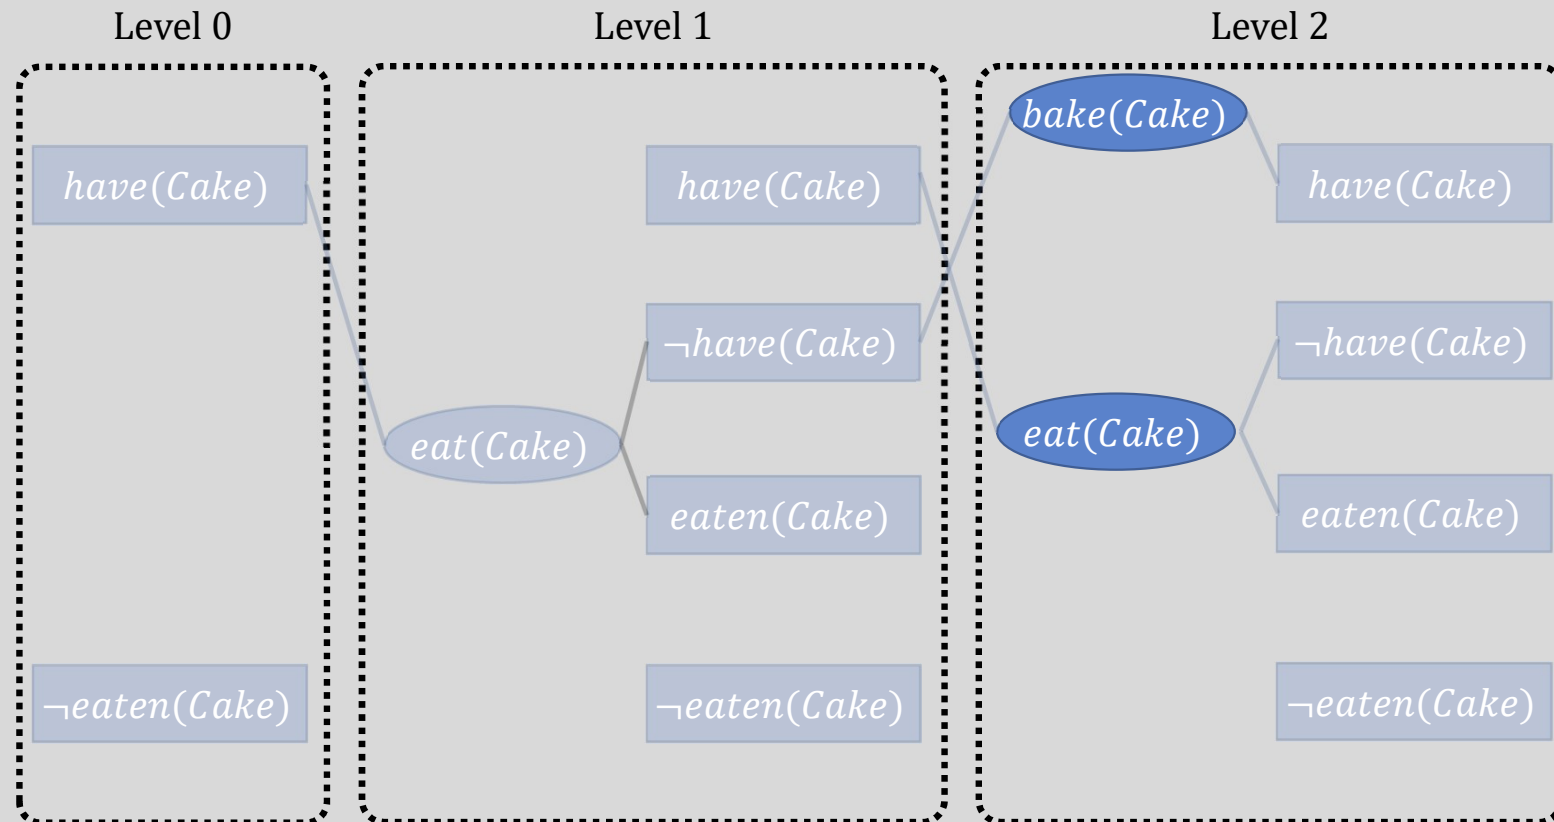 Level 0
Level 1
Level 2
bake(Cake)
have(Cake)
have(Cake)
have(Cake)
¬have(Cake)
¬have(Cake)
eat(Cake)
eat(Cake)
eaten(Cake)
eaten(Cake)
¬eaten(Cake)
¬eaten(Cake)
¬eaten(Cake)